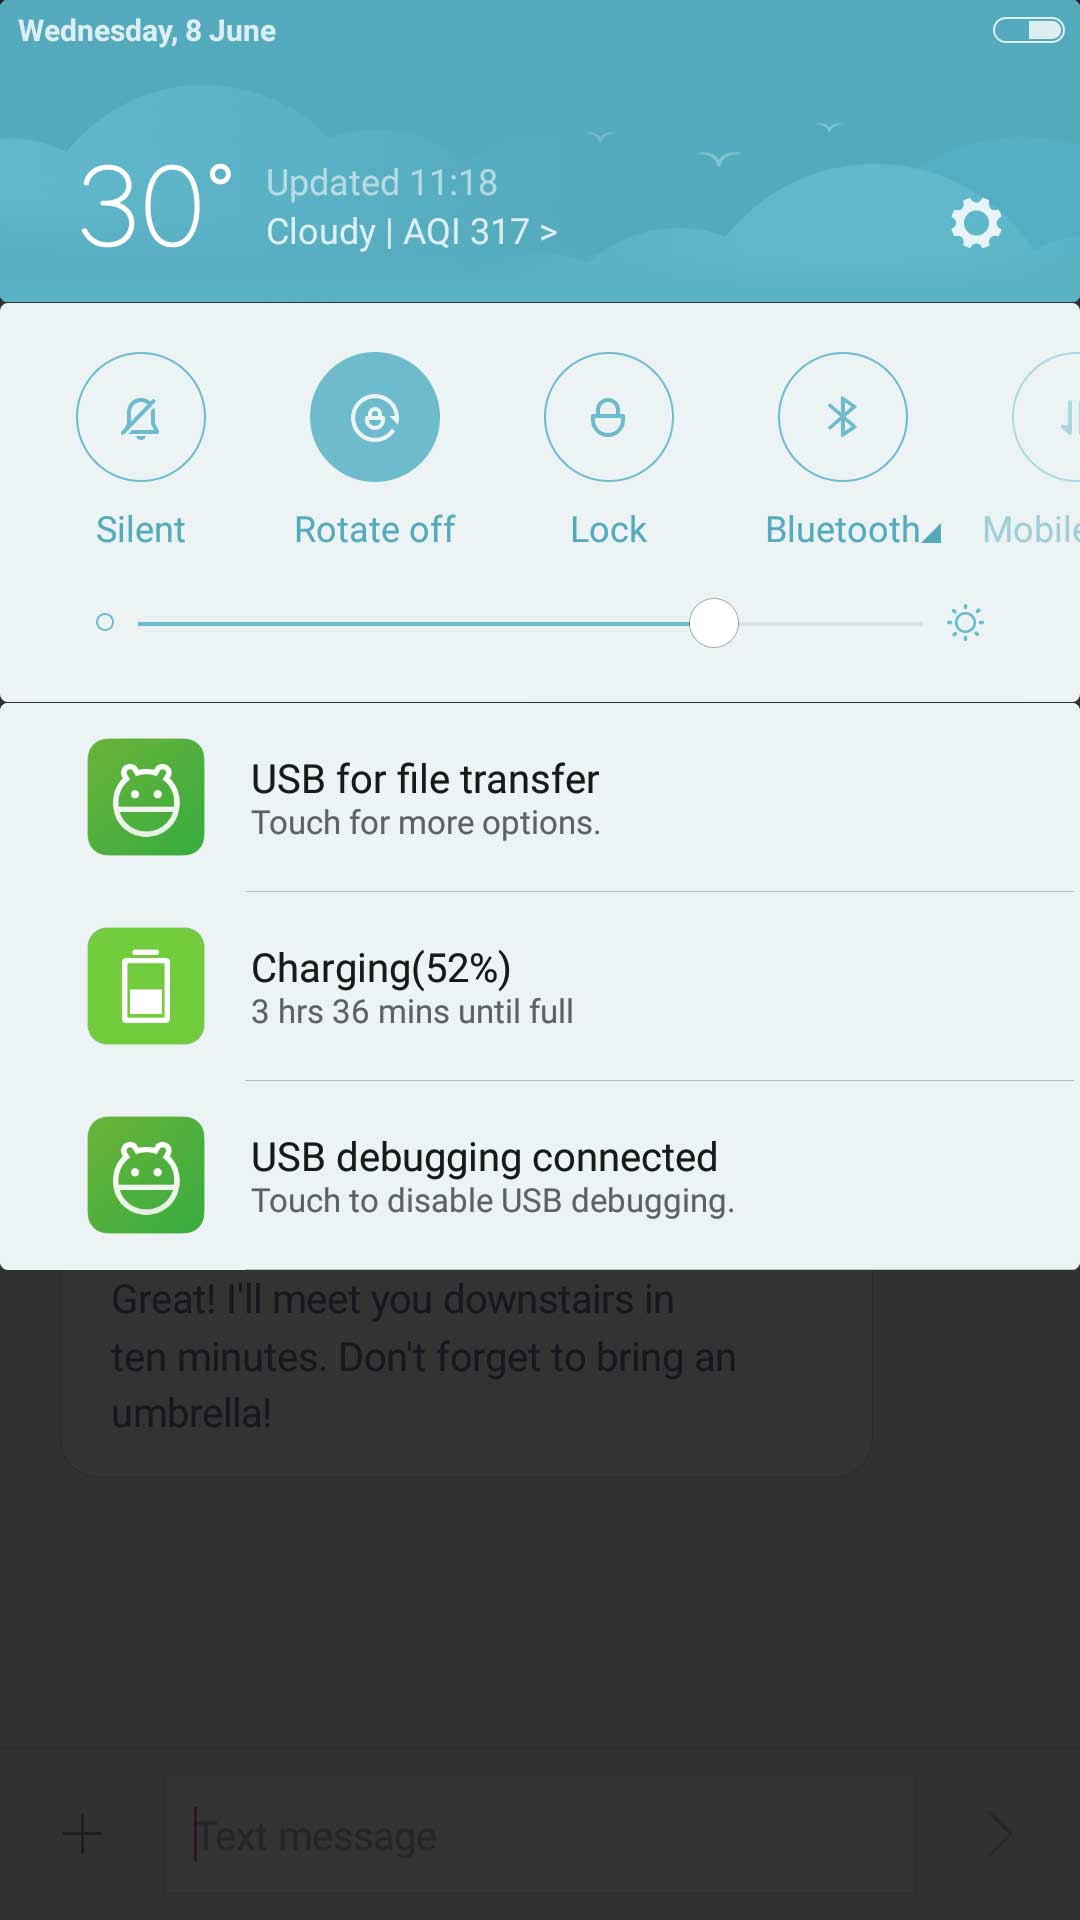 Wednesday, 8 June
30°
Updated 11:18
Cloudy | AQI 317 >
Silent
Rotate off
Lock
Bluetooth
Mobile
USB for file transfer
Touch for more options.
Charging(52%)
3 hrs 36 mins until full
USB debugging connected
Touch to disable USB debugging.
Great! I'll meet you downstairs in
ten minutes. Don't forget to bring an
umbrella!
Text message